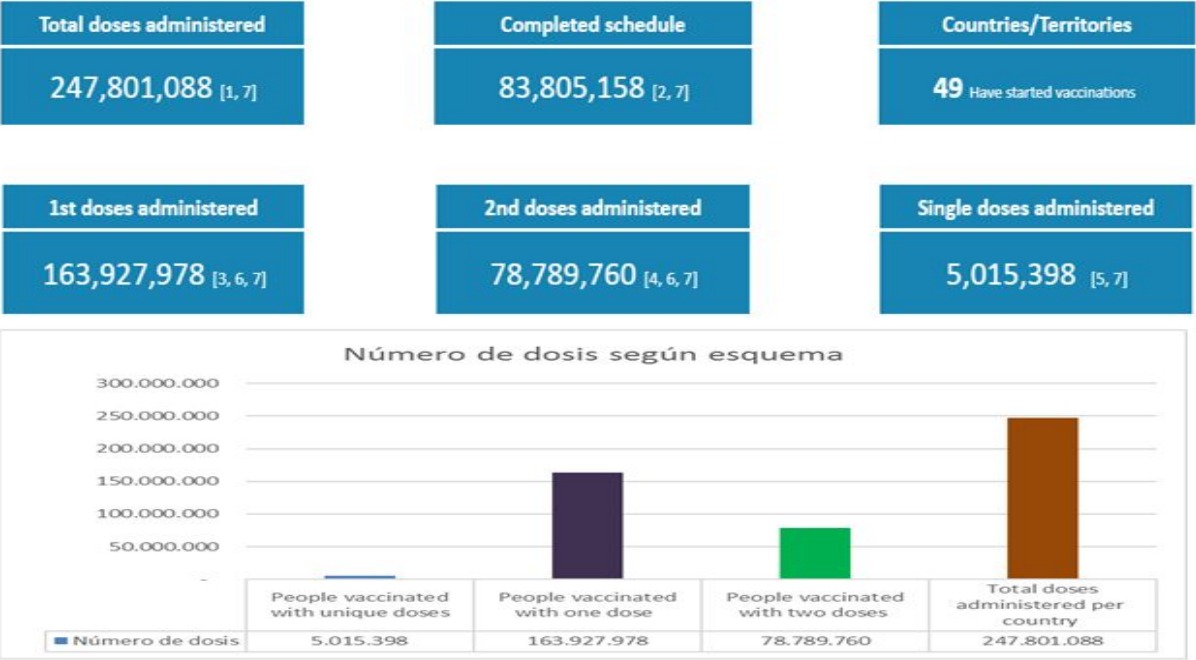 Total doses administered
Completed schedule
Countries/Territories
247,801,088 [1, 7]
83,805,158 [2, 7]
49 Have started vaccinations
1st doses administered
2nd doses administered
Single doses administered
163,927,978 [3, 6, 7]
78,789,760 [4, 6, 7]
5,015,398 [5, 7]
Número de dosis según esquema
300.000.000
250.000.000
200.000.000
150.000.000
100.000.000
50.000.000
-
People vaccinated
with unique doses
People vaccinated
with one dose
People vaccinated
with two doses
Total doses
administered per
country
Número de dosis
5.015.398
163.927.978
78.789.760
247.801.088